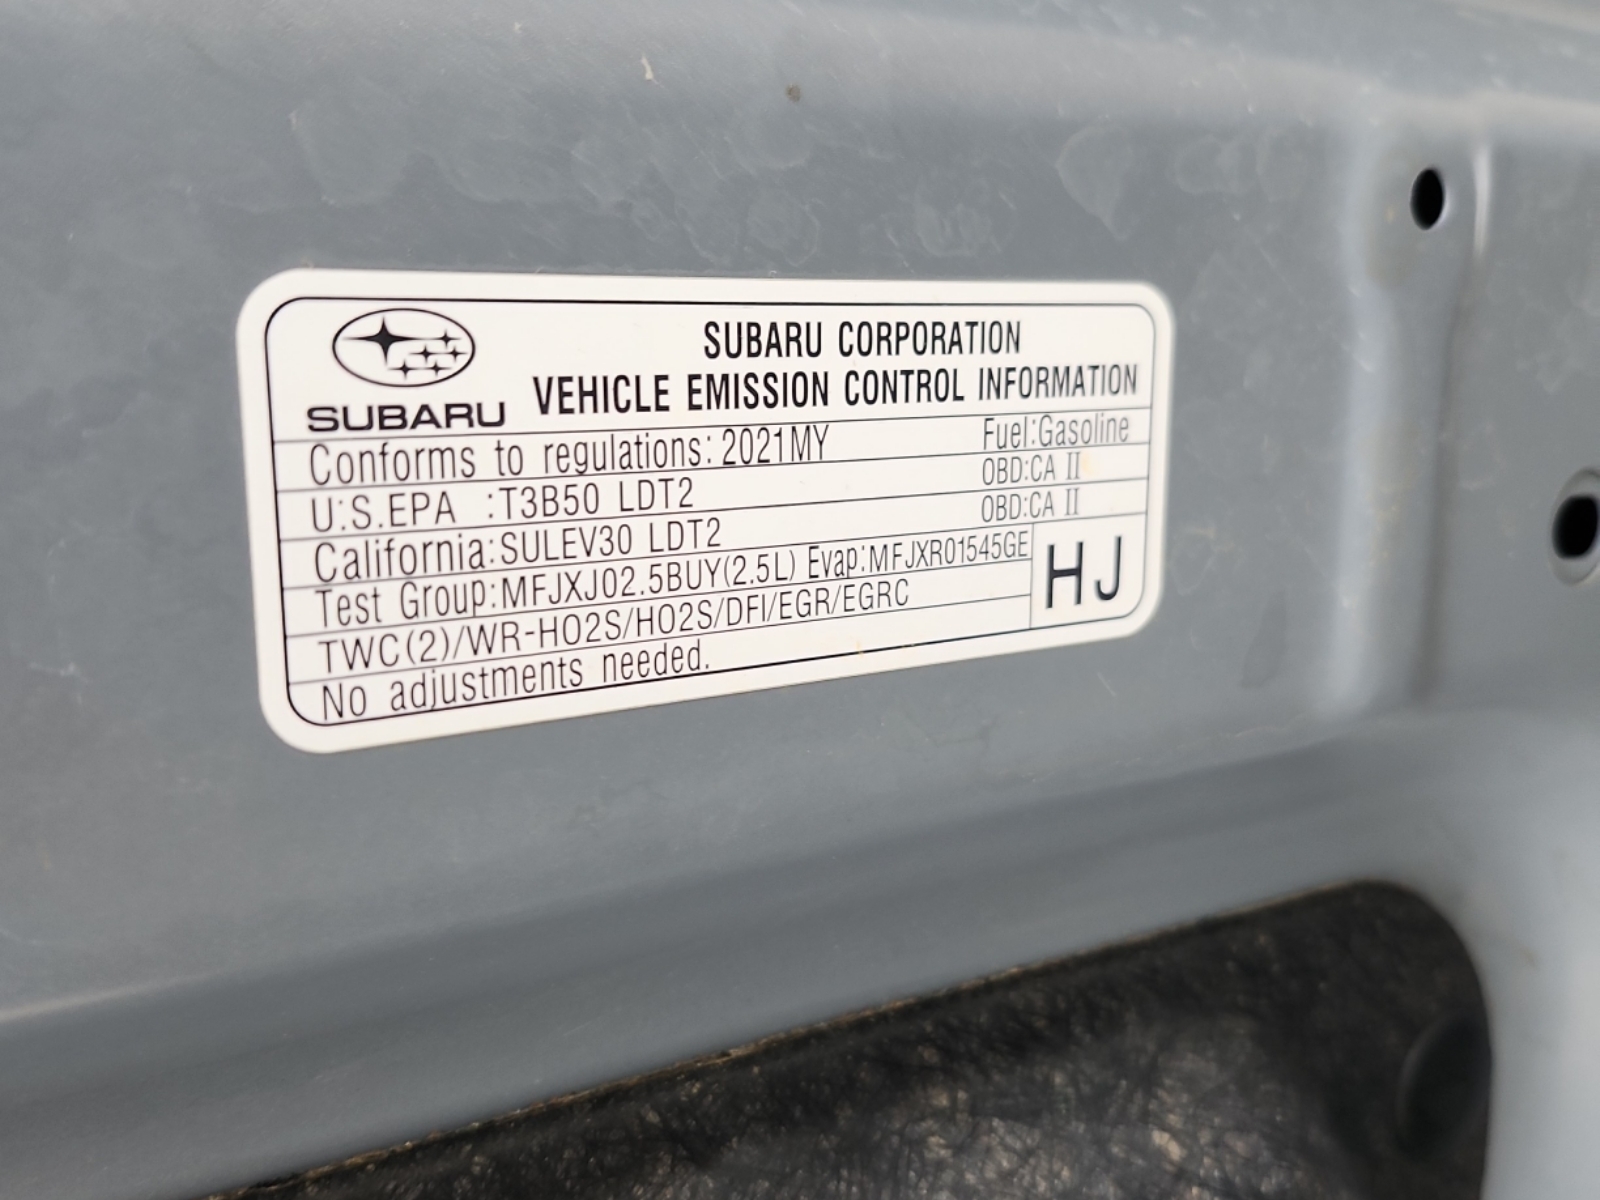 SUBARU
SUBARU CORPORATION
VEHICLE EMISSION CONTROL INFORMATION
Conforms to regulations: 2021MY Fuel:Gasoline
U.S.EPA :T3B50 LDT2 OBD:CA II
California:SULEV30 LDT2 OBD:CA II
Test Group:MFJXJ02.5BUY(2.5L) Evap:MFJXR01545GE
TWC(2)/WR-HO2S/HO2S/DFI/EGR/EGRC
No adjustments needed.
HJ